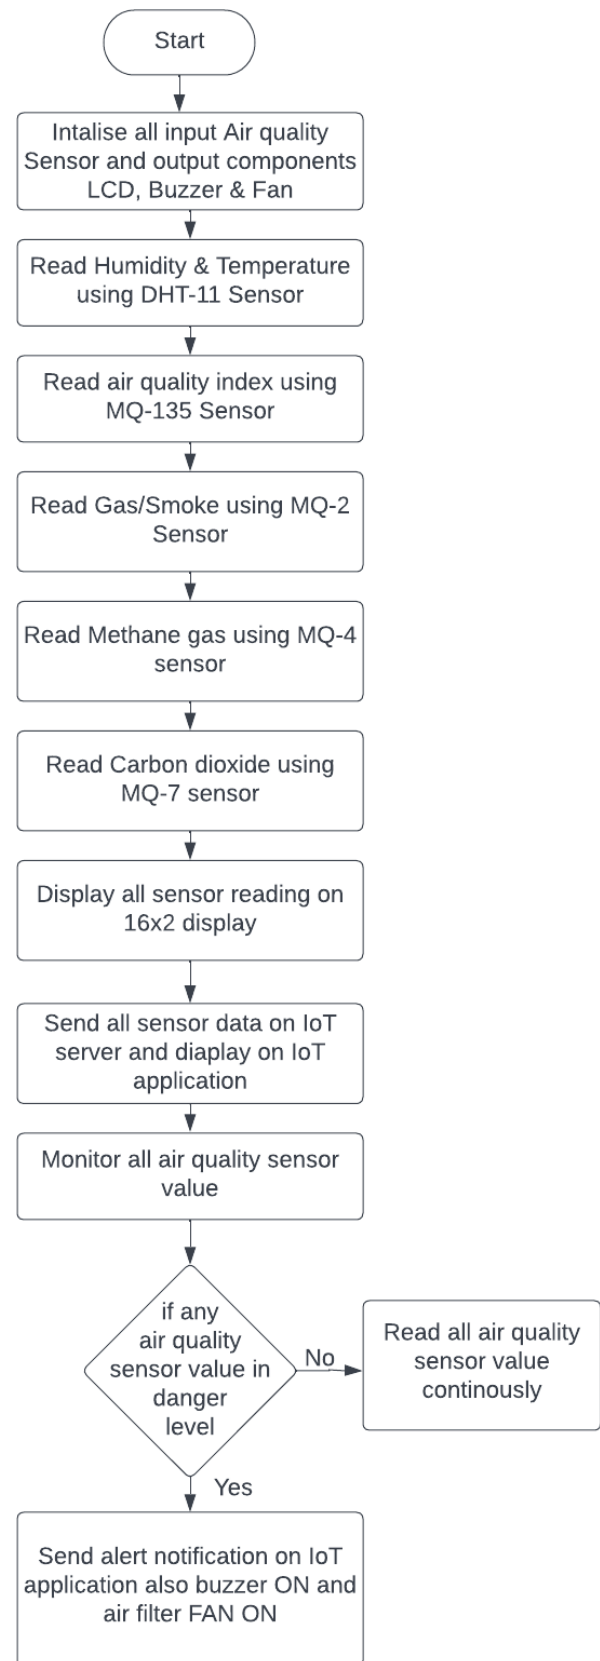 Start
Intalise all input Air quality
Sensor and output components
LCD, Buzzer & Fan
Read Humidity & Temperature
using DHT-11 Sensor
Read air quality index using
MQ-135 Sensor
Read Gas/Smoke using MQ-2
Sensor
Read Methane gas using MQ-4
sensor
Read Carbon dioxide using
MQ-7 sensor
Display all sensor reading on
16x2 display
Send all sensor data on IoT
server and diaplay on IoT
application
Monitor all air quality sensor
value
if any
air quality
sensor value in
danger
level
No
Read all air quality
sensor value
continously
Yes
Send alert notification on IoT
application also buzzer ON and
air filter FAN ON